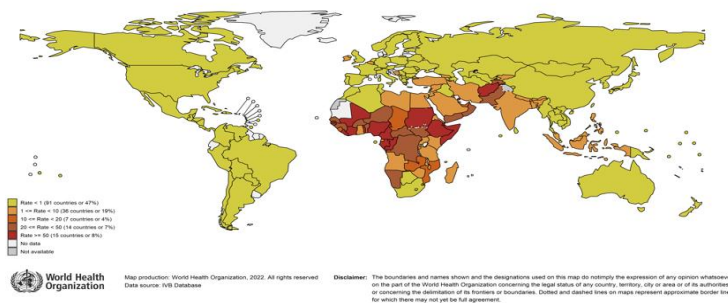 Rate < 1 (91 countries or 47%)
1 <= Rate < 10 (36 countries or 19%)
10 <= Rate < 20 (7 countries or 4%)
20 <= Rate < 50 (14 countries or 7%)
Rate >= 50 (15 countries or 8%)
No data
Not available
World Health
Organization
Map production: World Health Organization, 2022. All rights reserved
Data source: IVB Database
Disclaimer: The boundaries and names shown and the designations used on this map do notimply the expression of any opinion whatsoev
on the part of the World Health Organization concerning the legal status of any country, territory, city or area or of its authoritie
or concerning the delimitation of its frontiers or boundaries. Dotted and dashed lines on maps represent approximate border line
for which there may not yet be full agreement.